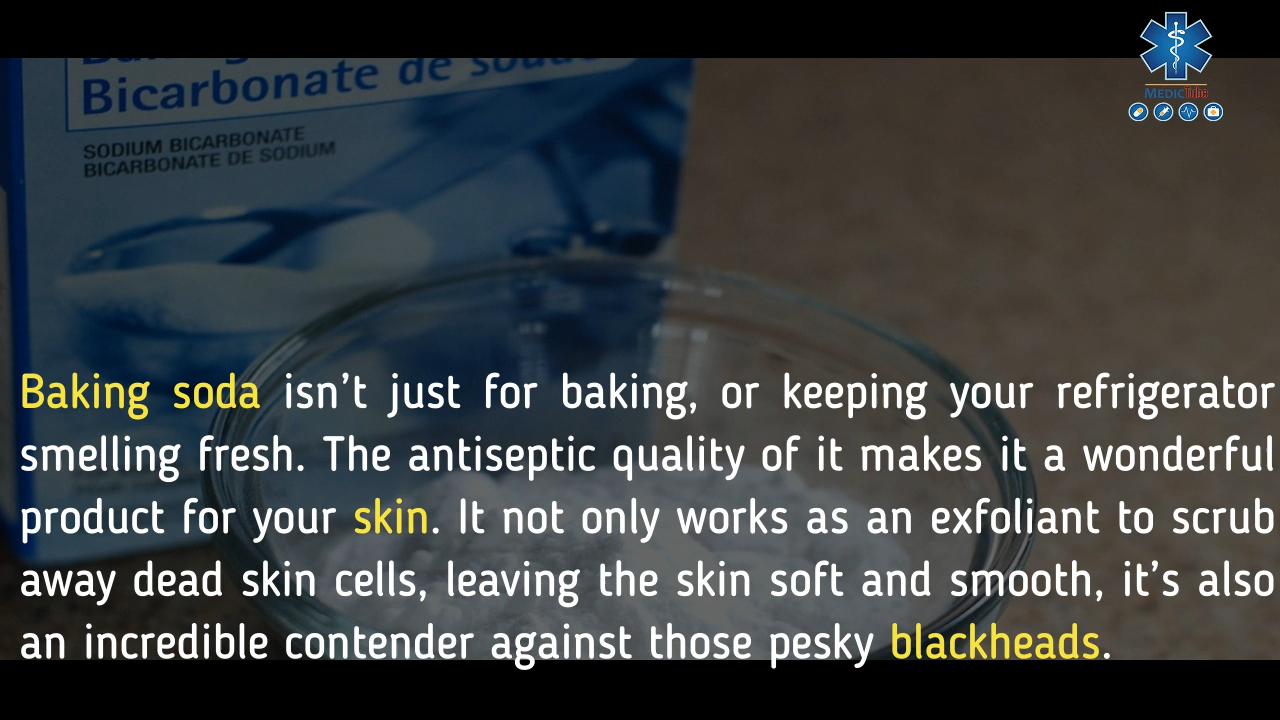 Bicarbonate de soude
SODIUM BICARBONATE
BICARBONATE DE SODIUM
MEDICTube
Baking soda isn't just for baking, or keeping your refrigerator
smelling fresh. The antiseptic quality of it makes it a wonderful
product for your skin. It not only works as an exfoliant to scrub
away dead skin cells, leaving the skin soft and smooth, it's also
an incredible contender against those pesky blackheads.